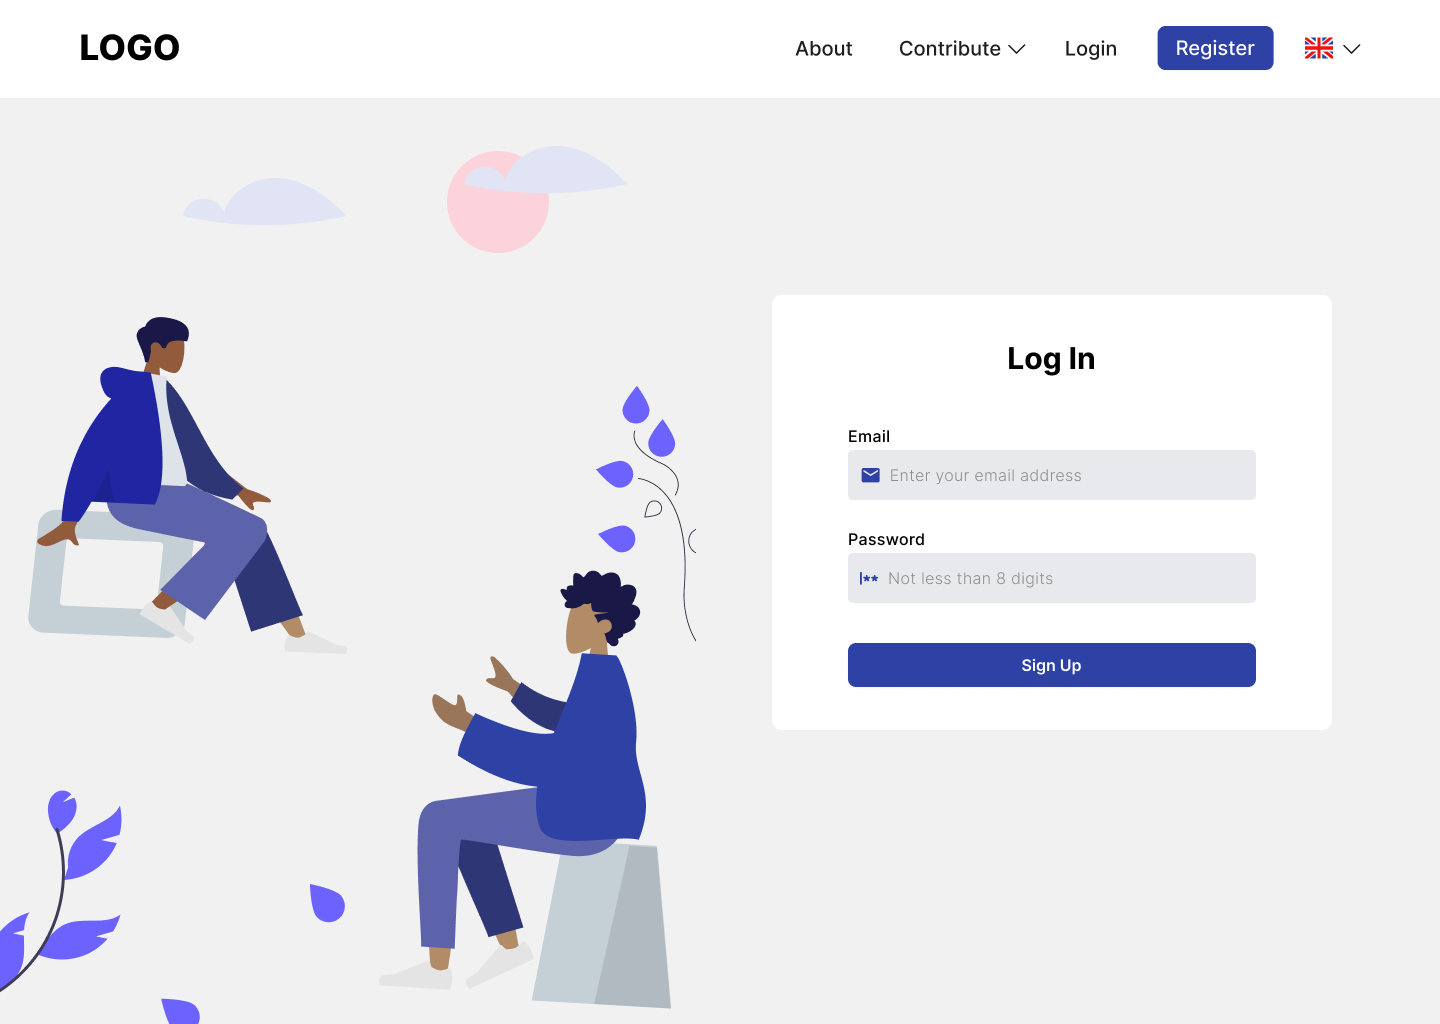 LOGO
About
Contribute
Login
Register
Log In
Email
Enter your email address
Password
Not less than 8 digits
Sign Up